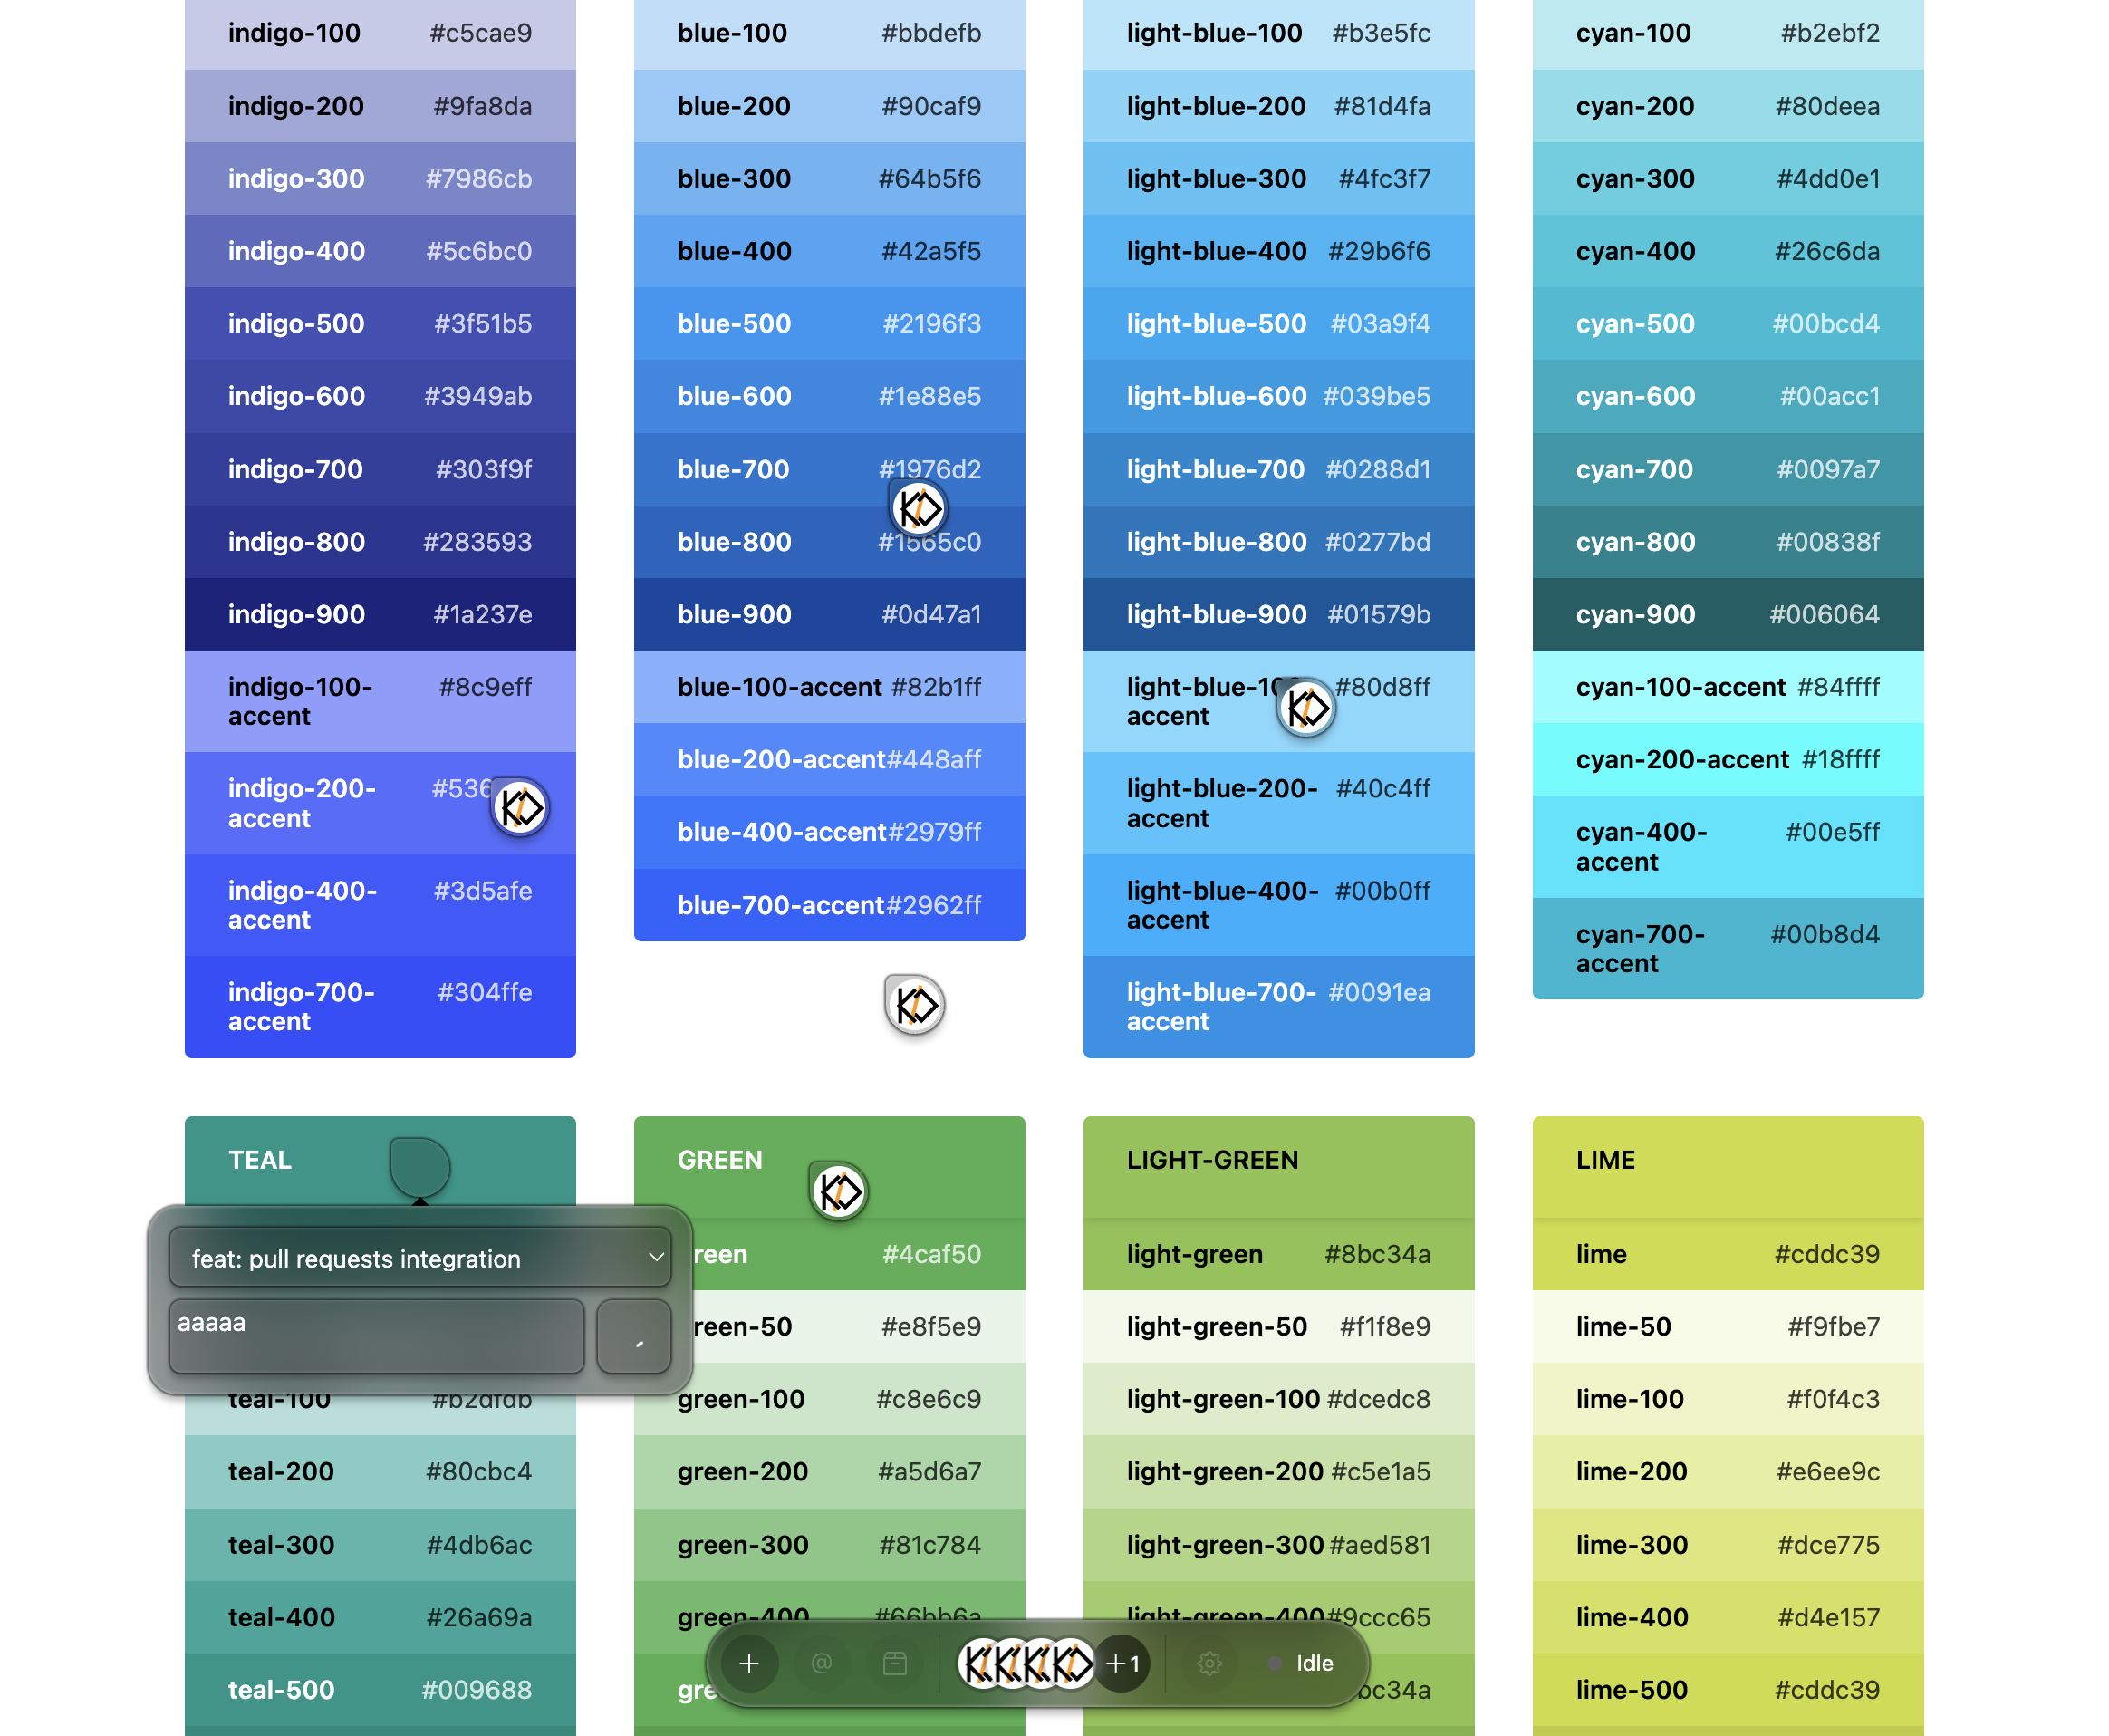 indigo-100 #c5cae9
indigo-200 #9fa8da
indigo-300 #7986cb
indigo-400 #5c6bc0
indigo-500 #3f51b5
indigo-600 #3949ab
indigo-700 #303f9f
indigo-800 #283593
indigo-900 #1a237e
indigo-100- #8c9eff
accent
indigo-200- #536
accent
indigo-400- #3d5afe
accent
indigo-700- #304ffe
accent
blue-100 #bbdefb
blue-200 #90caf9
blue-300 #64b5f6
blue-400 #42a5f5
blue-500 #2196f3
blue-600 #1e88e5
blue-700 #1976d2
blue-800 #1565c0
blue-900 #0d47a1
blue-100-accent #82b1ff
blue-200-accent #448aff
blue-400-accent #2979ff
blue-700-accent #2962ff
light-blue-100 #b3e5fc
light-blue-200 #81d4fa
light-blue-300 #4fc3f7
light-blue-400 #29b6f6
light-blue-500 #03a9f4
light-blue-600 #039be5
light-blue-700 #0288d1
light-blue-800 #0277bd
light-blue-900 #01579b
light-blue-10 #80d8ff
accent
light-blue-200- #40c4ff
accent
light-blue-400- #00b0ff
accent
light-blue-700- #0091ea
accent
cyan-100 #b2ebf2
cyan-200 #80deea
cyan-300 #4dd0e1
cyan-400 #26c6da
cyan-500 #00bcd4
cyan-600 #00acc1
cyan-700 #0097a7
cyan-800 #00838f
cyan-900 #006064
cyan-100-accent #84ffff
cyan-200-accent #18ffff
cyan-400- #00e5ff
accent
cyan-700- #00b8d4
accent
TEAL
feat: pull requests integration
aaaaa
teal-100 #b2dfdb
teal-200 #80cbc4
teal-300 #4db6ac
teal-400 #26a69a
teal-500 #009688
GREEN
reen #4caf50
reen-50 #e8f5e9
green-100 #c8e6c9
green-200 #a5d6a7
green-300 #81c784
green-400 #66bb6a
gre
LIGHT-GREEN
light-green #8bc34a
light-green-50 #f1f8e9
light-green-100 #dcedc8
light-green-200 #c5e1a5
light-green-300 #aed581
light-green-400 #9ccc65
bc34a
LIME
lime #cddc39
lime-50 #f9fbe7
lime-100 #f0f4c3
lime-200 #e6ee9c
lime-300 #dce775
lime-400 #d4e157
lime-500 #cddc39
+1
Idle